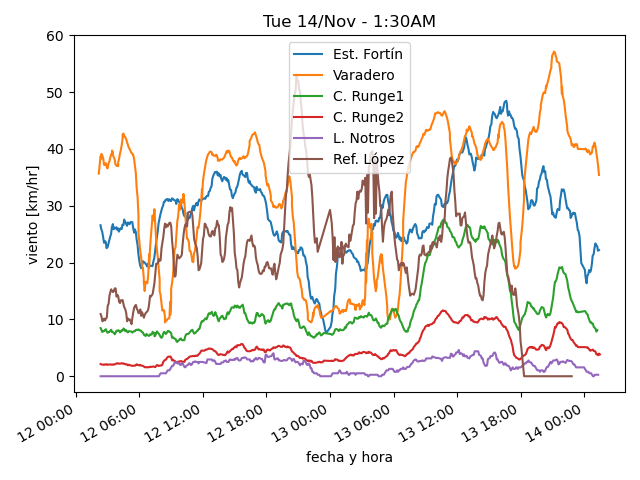 Tue 14/Nov - 1:30AM
60
50
40
30
20
10
0
viento [km/hr]
Est. Fortín
Varadero
C. Runge1
C. Runge2
L. Notros
Ref. López
12 00:00
12 06:00
12 12:00
12 18:00
13 00:00
13 06:00
13 12:00
13 18:00
14 00:00
fecha y hora